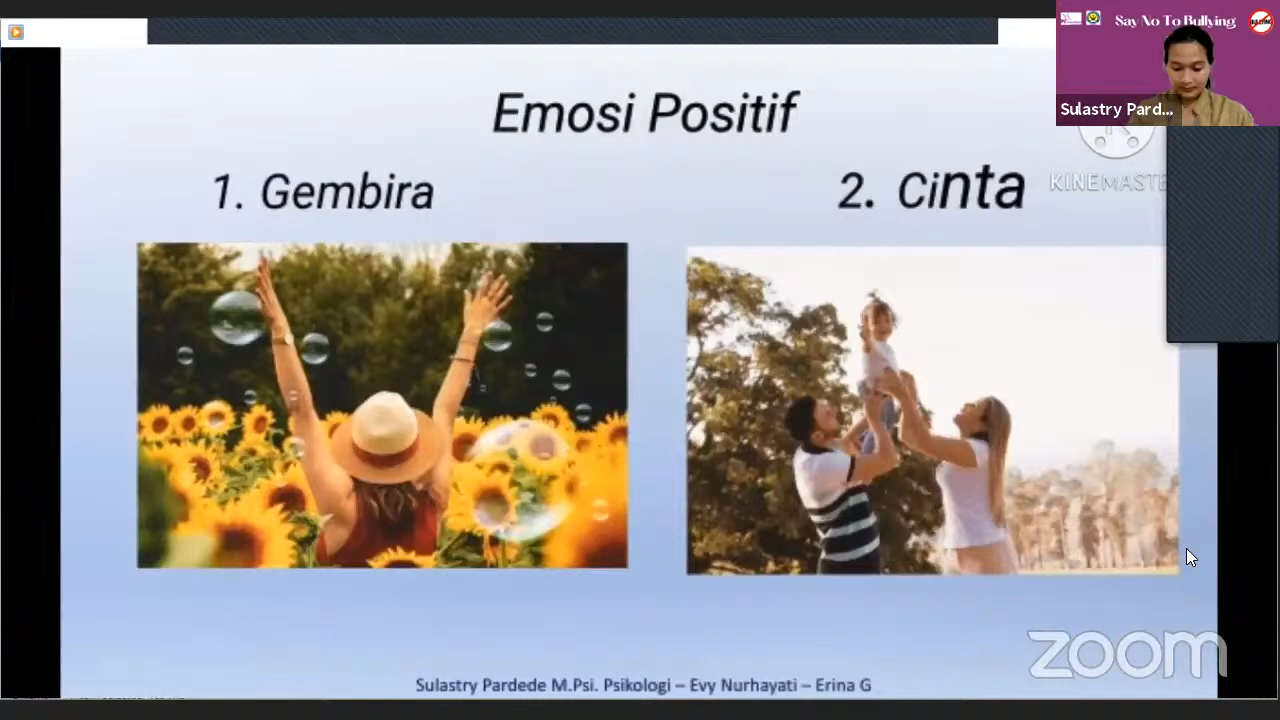 Say No To Bullying
Sulastry Pard...
Emosi Positif
1. Gembira
2. Cinta
KINEMASTE
zoom
Sulastry Pardede M.Psi. Psikologi – Evy Nurhayati – Erina G